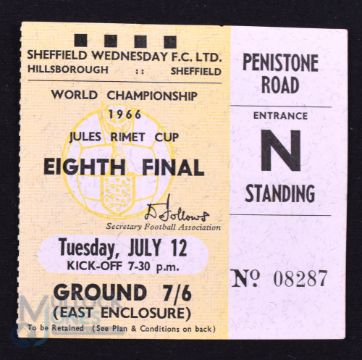 SHEFFIELD WEDNESDAY F.C. LTD.
HILLSBOROUGH :: SHEFFIELD
WORLD CHAMPIONSHIP
1966
JULES RIMET CUP
EIGHTH FINAL
D Follows
Secretary Football Association
Tuesday, JULY 12
KICK-OFF 7-30 p.m.
GROUND 7/6
(EAST ENCLOSURE)
To be Retained (See Plan & Conditions on back)
PENISTONE
ROAD
ENTRANCE
N
STANDING
No. 08287